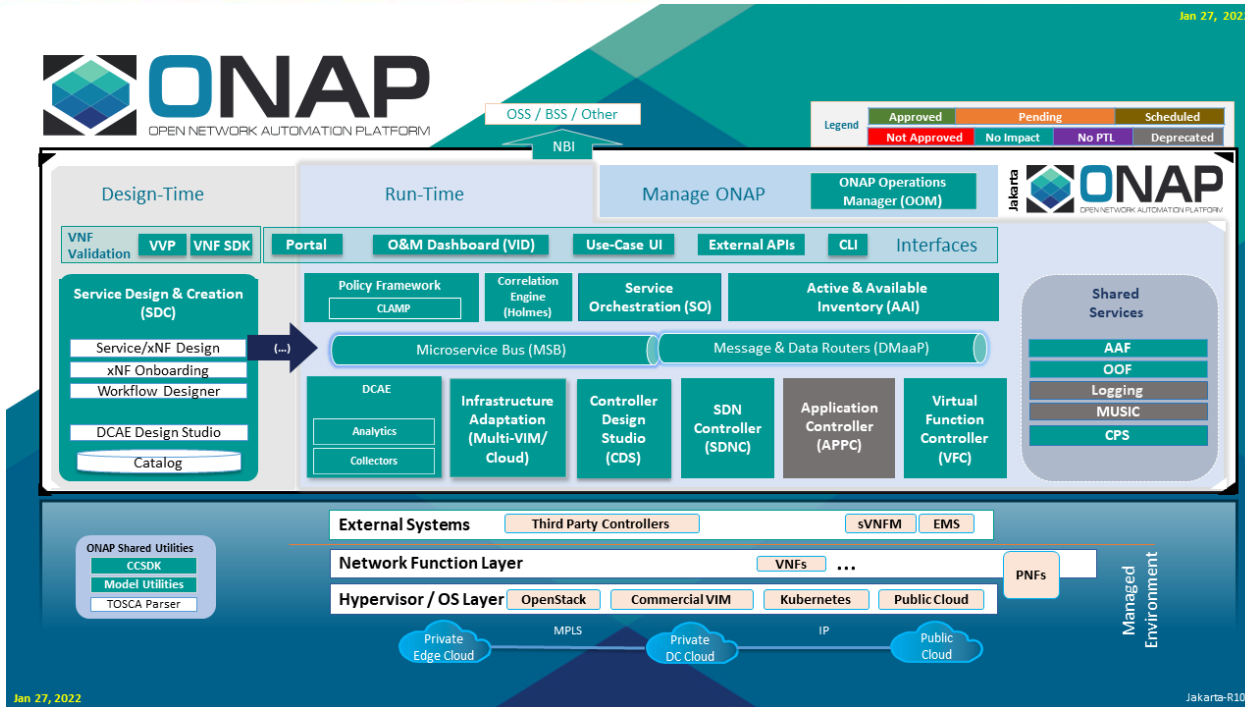 Jan 27, 2022
ONAP
OPEN NETWORK AUTOMATION PLATFORM
OSS / BSS / Other
NBI
Legend
Approved
Pending
Scheduled
Not Approved
No Impact
No PTL
Deprecated
Design-Time
Run-Time
Manage ONAP
ONAP Operations
Manager (OOM)
Jakarta
ONAP
OPEN NETWORK AUTOMATION PLATFORM
VNF
Validation
VVP
VNF SDK
Portal
O&M Dashboard (VID)
Use-Case UI
External APIs
CLI
Interfaces
Service Design & Creation
(SDC)
Service/xNF Design
xNF Onboarding
Workflow Designer
DCAE Design Studio
Catalog
(...)
Policy Framework
CLAMP
Correlation
Engine
(Holmes)
Service
Orchestration (SO)
Active & Available
Inventory (AAI)
Microservice Bus (MSB)
Message & Data Routers (DMaaP)
DCAE
Analytics
Collectors
Infrastructure
Adaptation
(Multi-VIM/
Cloud)
Controller
Design
Studio
(CDS)
SDN
Controller
(SDNC)
Application
Controller
(APPC)
Virtual
Function
Controller
(VFC)
Shared
Services
AAF
OOF
Logging
MUSIC
CPS
ONAP Shared Utilities
CCSDK
Model Utilities
TOSCA Parser
External Systems
Third Party Controllers
sVNFM
EMS
Network Function Layer
VNFs
...
PNFs
Hypervisor / OS Layer
OpenStack
Commercial VIM
Kubernetes
Public Cloud
Managed
Environment
Private
Edge Cloud
MPLS
Private
DC Cloud
IP
Public
Cloud
Jan 27, 2022
Jakarta-R10